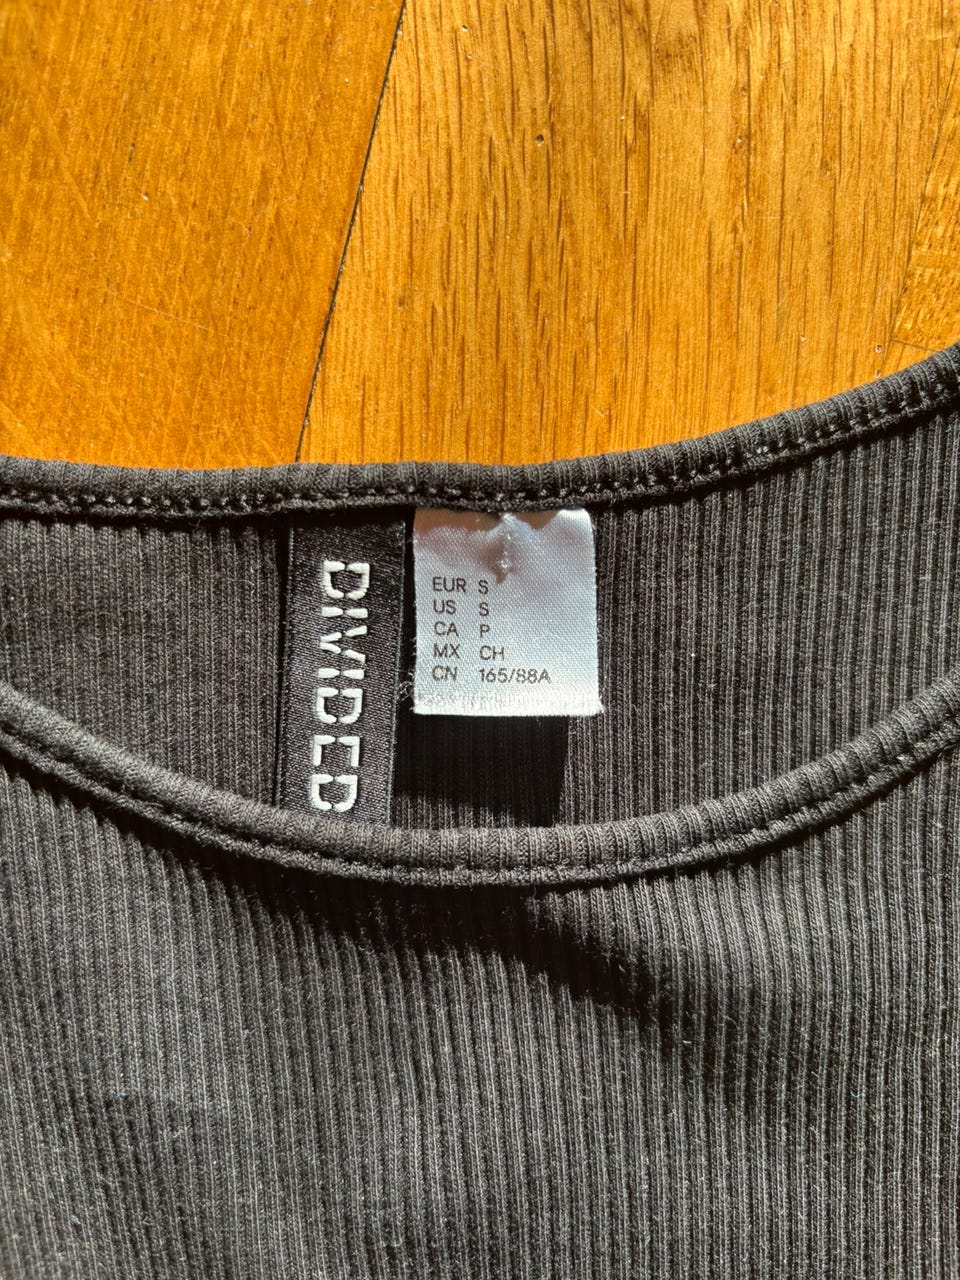 DIVIDED
EUR S
US S
CA P
MX CH
CN 165/88A